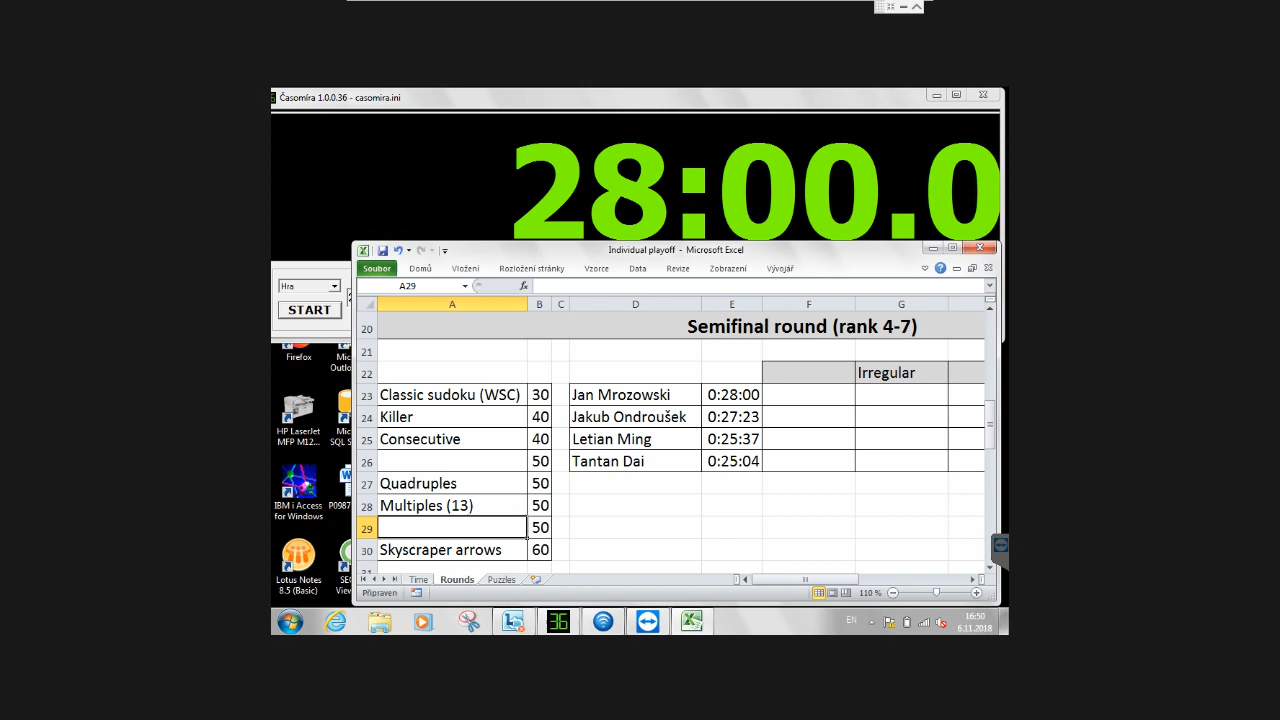 Časomíra 1.0.0.36 - casomira.ini
28:00.0
Individual playoff - Microsoft Excel
Soubor Domů Vložení Rozložení stránky Vzorce Data Revize Zobrazení Vývojář
Hra
START
A29 fx
A B C D E F G
20 Semifinal round (rank 4-7)
21
22 Irregular
23 Classic sudoku (WSC) 30 Jan Mrozowski 0:28:00
24 Killer 40 Jakub Ondroušek 0:27:23
25 Consecutive 40 Letian Ming 0:25:37
26 50 Tantan Dai 0:25:04
27 Quadruples 50
28 Multiples (13) 50
29 50
30 Skyscraper arrows 60
Time Rounds Puzzles
Připraven 110 %
Firefox
HP LaserJet
MFP M12...
IBM i Access
for Windows
P0987
Lotus Notes
8.5 (Basic)
36
EN 16:50
6.11.2018